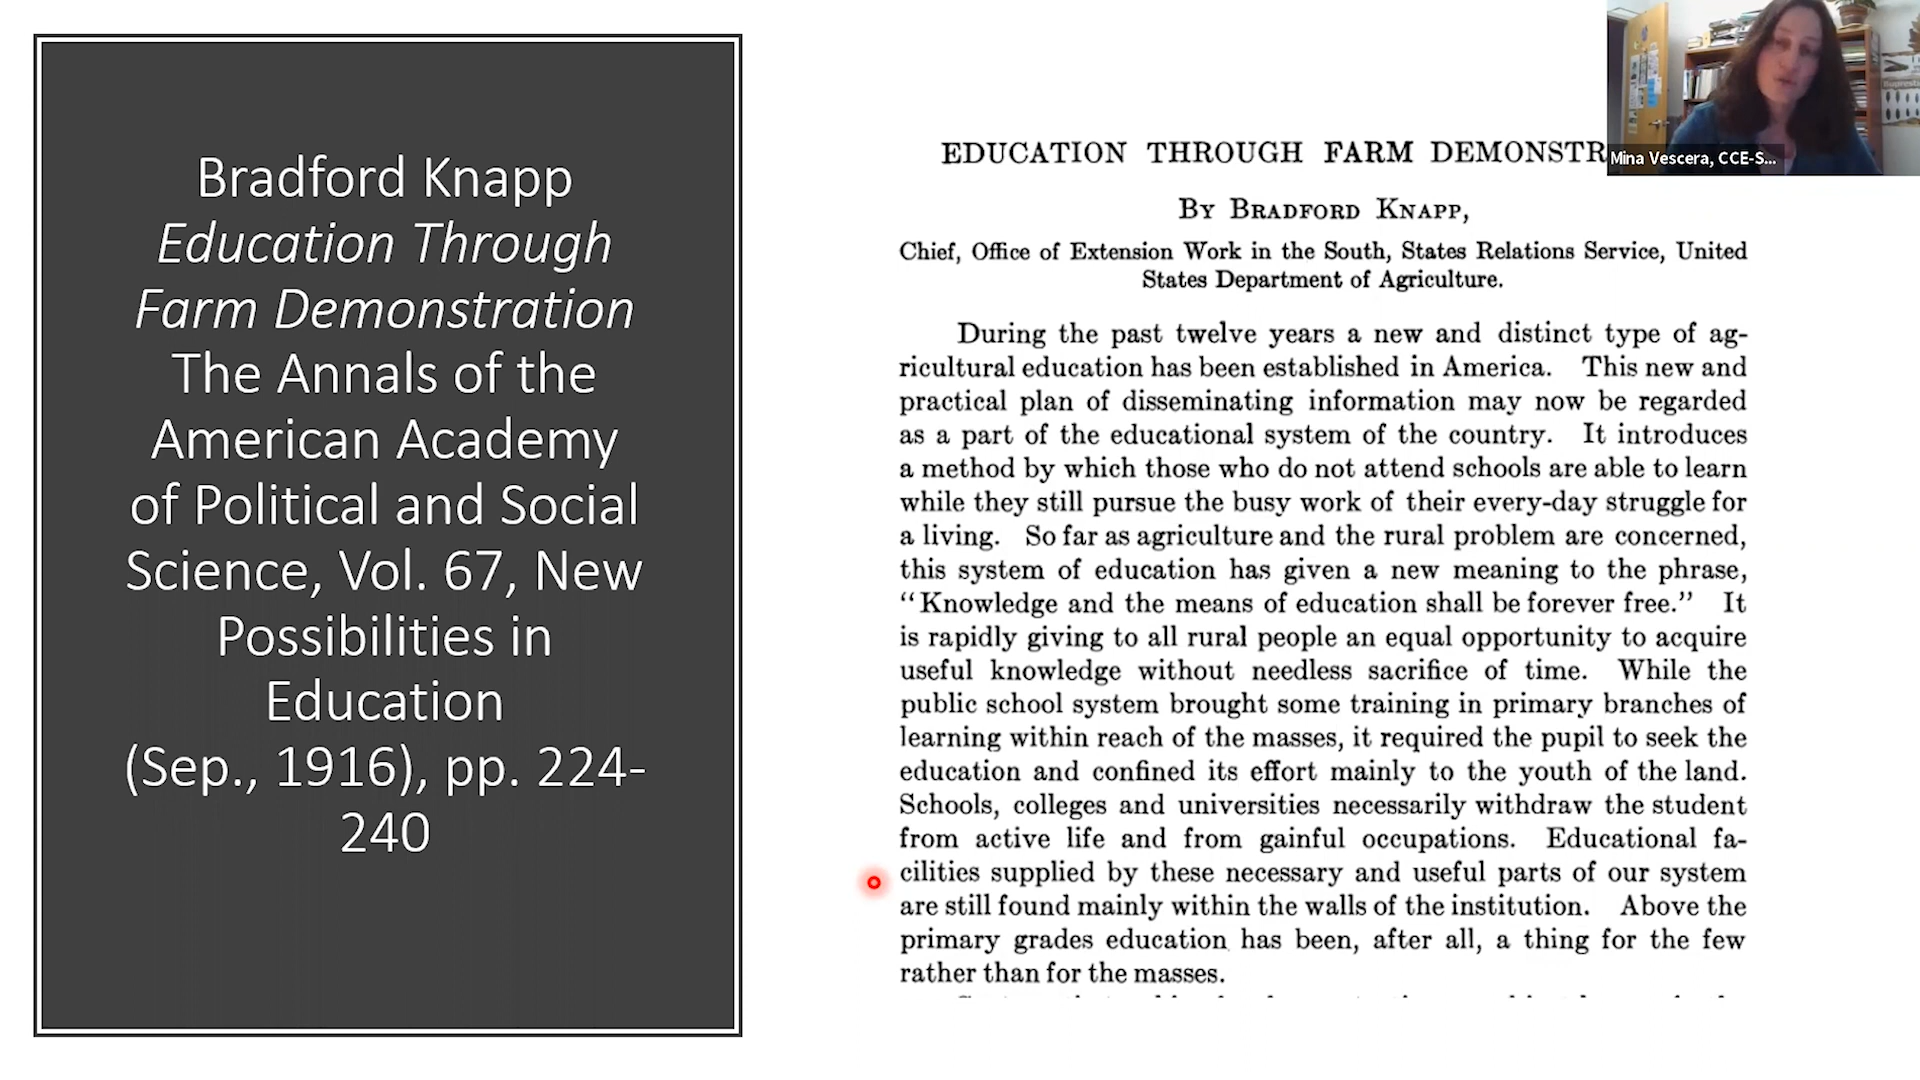 Bradford Knapp
Education Through
Farm Demonstration
The Annals of the
American Academy
of Political and Social
Science, Vol. 67, New
Possibilities in
Education
(Sep., 1916), pp. 224-
240
EDUCATION THROUGH FARM DEMONSTR
By Bradford Knapp,
Chief, Office of Extension Work in the South, States Relations Service, United
States Department of Agriculture.
During the past twelve years a new and distinct type of ag-
ricultural education has been established in America. This new and
practical plan of disseminating information may now be regarded
as a part of the educational system of the country. It introduces
a method by which those who do not attend schools are able to learn
while they still pursue the busy work of their every-day struggle for
a living. So far as agriculture and the rural problem are concerned,
this system of education has given a new meaning to the phrase,
“Knowledge and the means of education shall be forever free.” It
is rapidly giving to all rural people an equal opportunity to acquire
useful knowledge without needless sacrifice of time. While the
public school system brought some training in primary branches of
learning within reach of the masses, it required the pupil to seek the
education and confined its effort mainly to the youth of the land.
Schools, colleges and universities necessarily withdraw the student
from active life and from gainful occupations. Educational fa-
cilities supplied by these necessary and useful parts of our system
are still found mainly within the walls of the institution. Above the
primary grades education has been, after all, a thing for the few
rather than for the masses.
Mina Vescera, CCE-S...